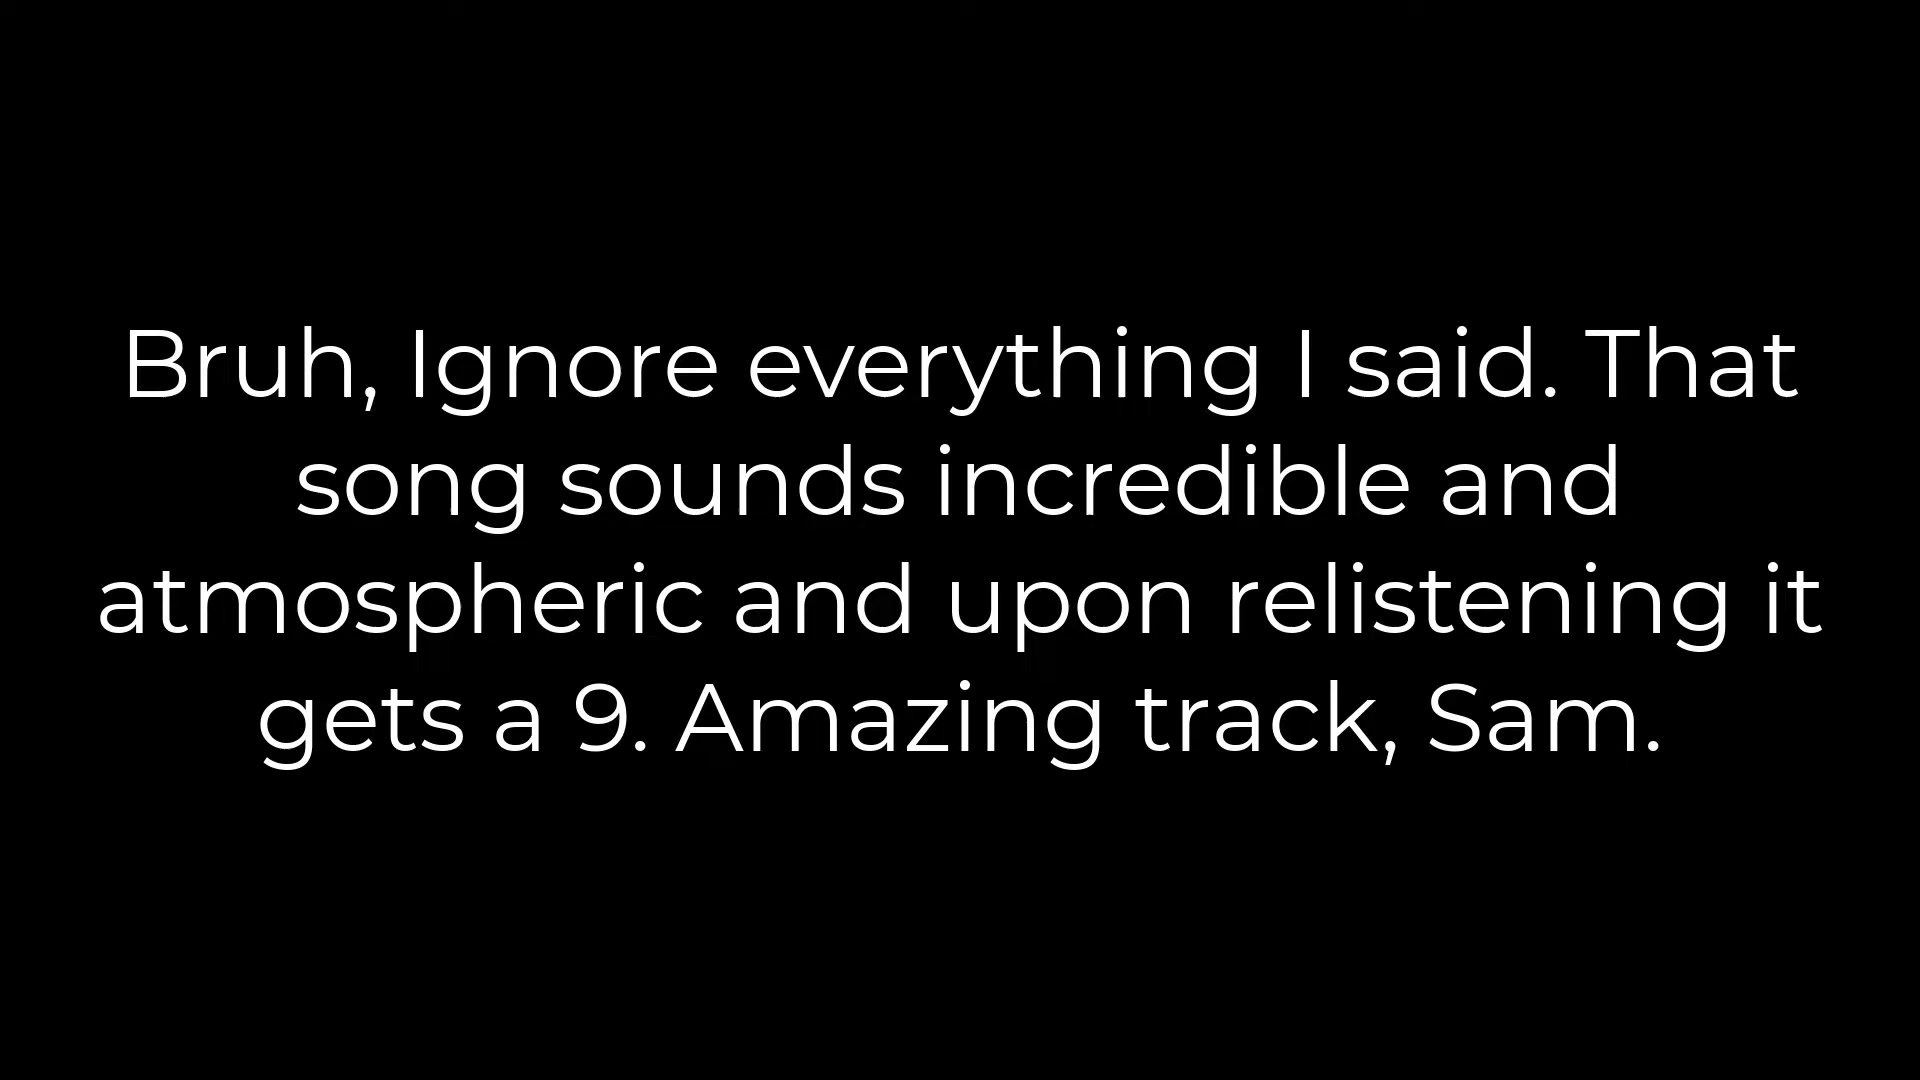 Bruh, Ignore everything I said. That
song sounds incredible and
atmospheric and upon relistening it
gets a 9. Amazing track, Sam.